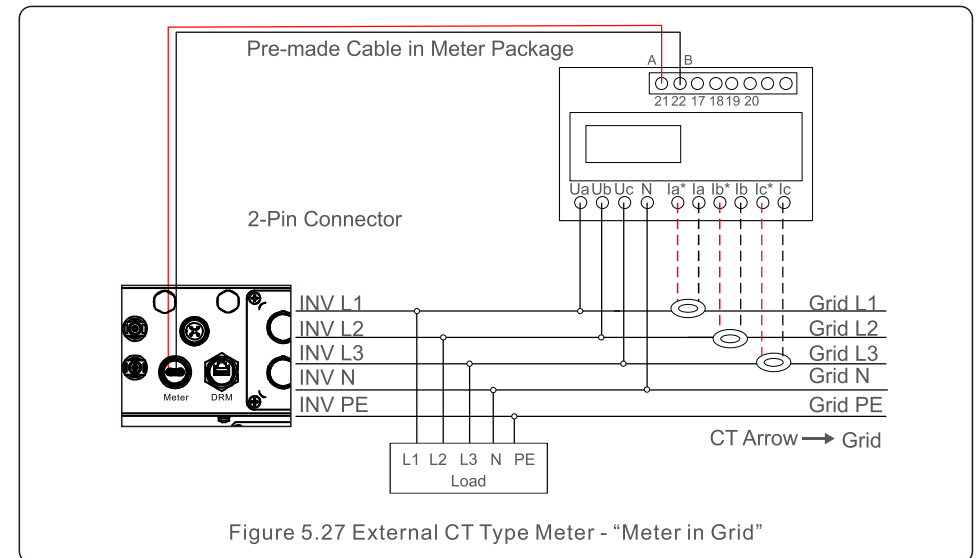 Pre-made Cable in Meter Package
A B
21 22 17 18 19 20
Ua Ub Uc N Ia* Ia Ib* Ib Ic* Ic
2-Pin Connector
INV L1 Grid L1
INV L2 Grid L2
INV L3 Grid L3
INV N Grid N
INV PE Grid PE
Meter DRM
CT Arrow → Grid
L1 L2 L3 N PE
Load
Figure 5.27 External CT Type Meter - “Meter in Grid”